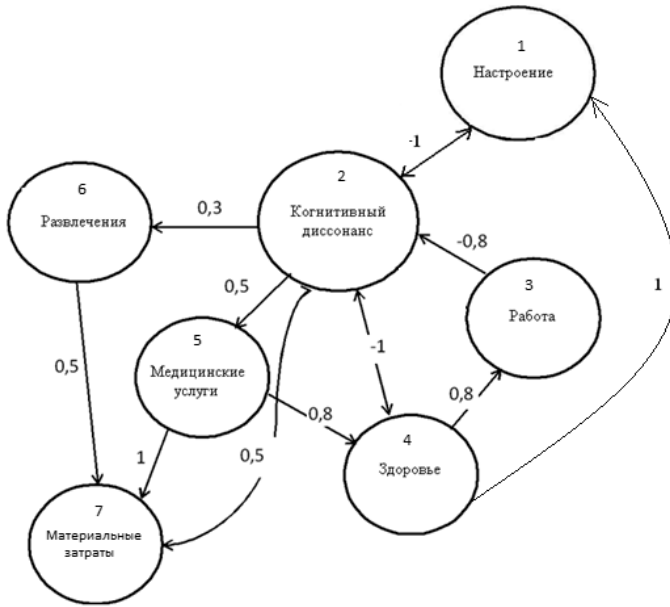 1
Настроение
-1
2
Когнитивный
диссонанс
6
Развлечения
0,3
-0,8
3
Работа
1
0,5
5
Медицинские
услуги
-1
0,5
0,8
0,8
4
Здоровье
1
0,5
7
Материальные
затраты